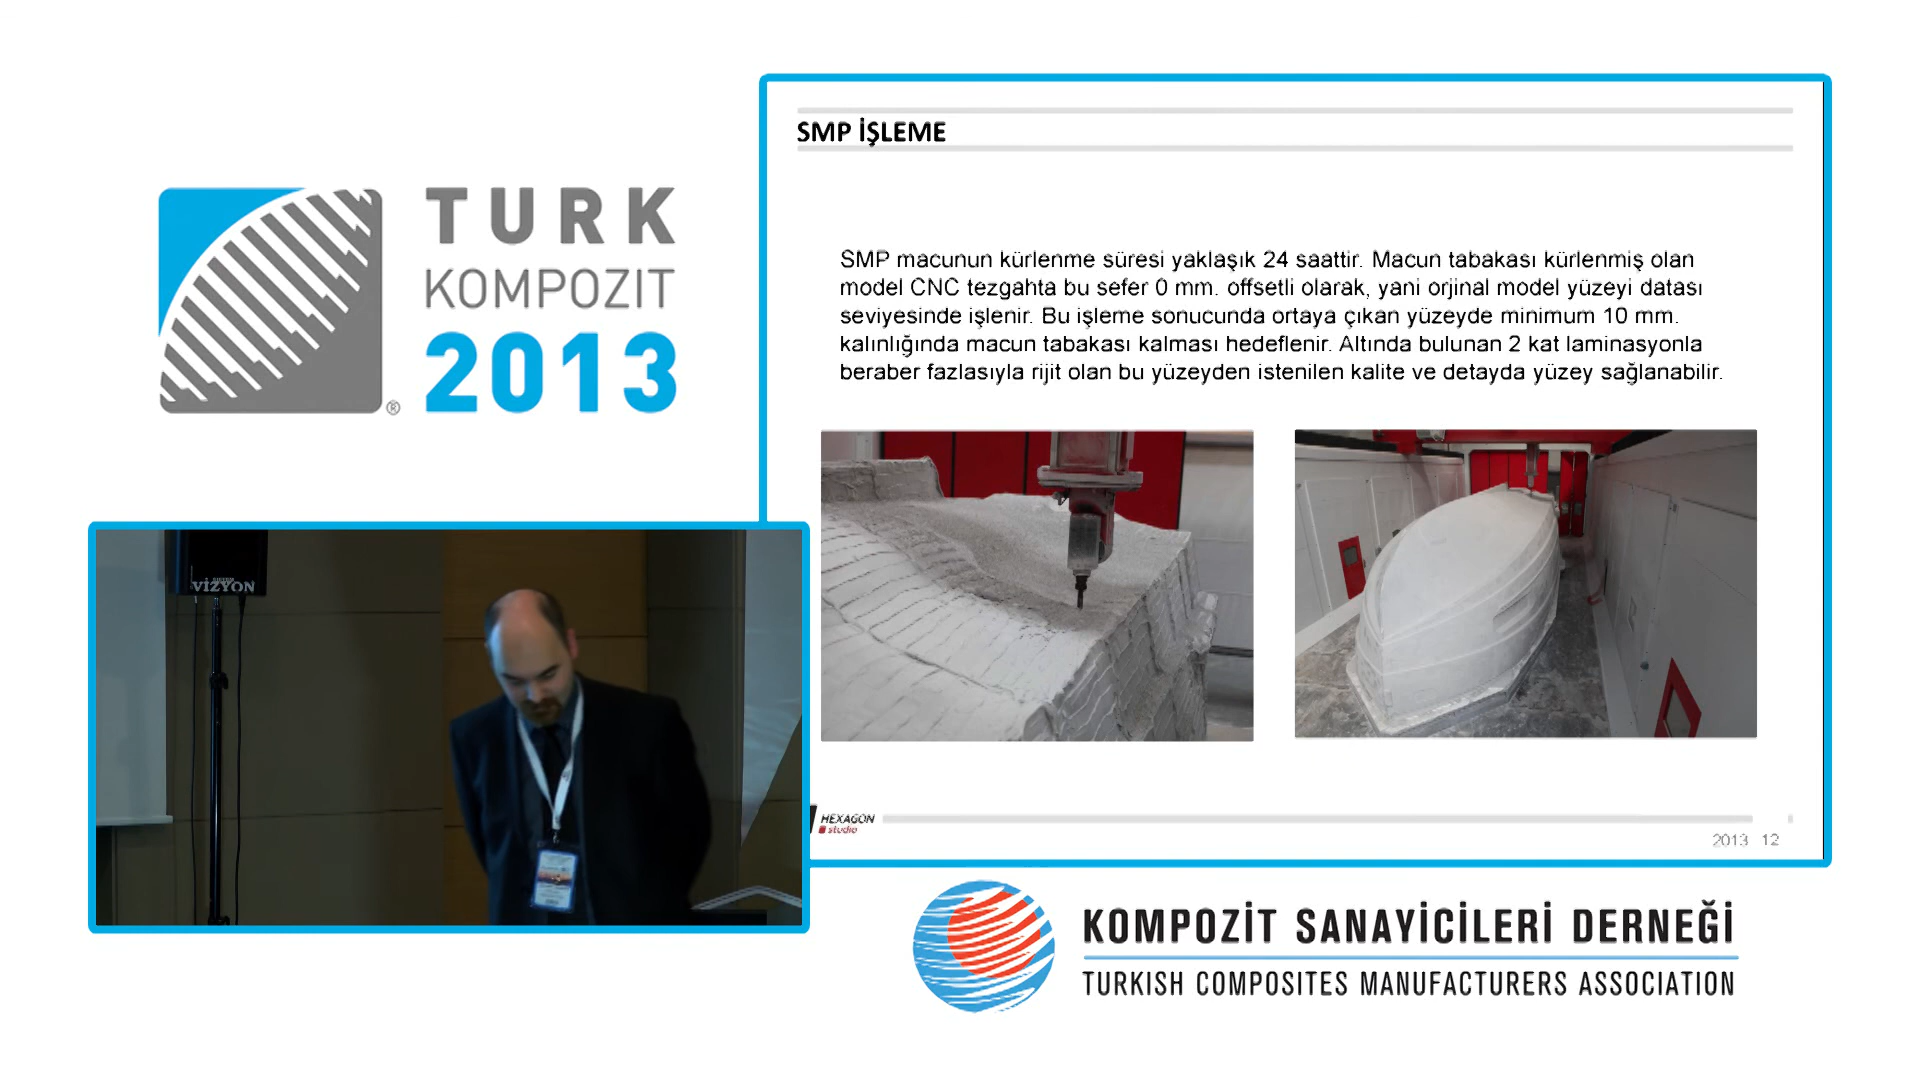 TURK
KOMPOZIT
2013
®
SMP İŞLEME
SMP macunun kürlenme süresi yaklaşık 24 saattir. Macun tabakası kürlenmiş olan
model CNC tezgahta bu sefer 0 mm. offsetli olarak, yani orjinal model yüzeyi datası
seviyesinde işlenir. Bu işleme sonucunda ortaya çıkan yüzeyde minimum 10 mm.
kalınlığında macun tabakası kalması hedeflenir. Altında bulunan 2 kat laminasyonla
beraber fazlasıyla rijit olan bu yüzeyden istenilen kalite ve detayda yüzey sağlanabilir.
HEXAGON
studio
2013 12
VİZYON
KOMPOZİT SANAYİCİLERİ DERNEĞİ
TURKISH COMPOSITES MANUFACTURERS ASSOCIATION